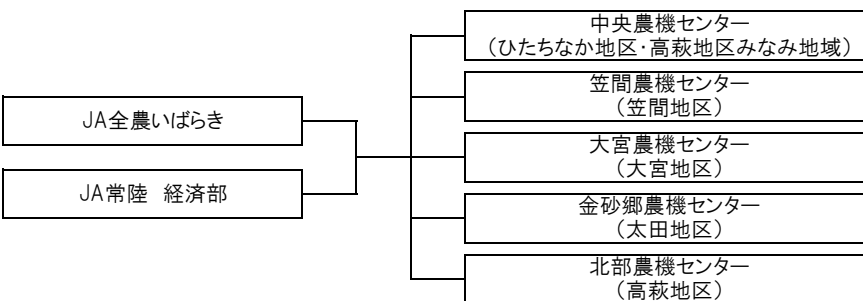 JA全農いばらき
JA常陸　経済部
中央農機センター
（ひたちなか地区・高萩地区みなみ地域）
笠間農機センター
（笠間地区）
大宮農機センター
（大宮地区）
金砂郷農機センター
（太田地区）
北部農機センター
（高萩地区）